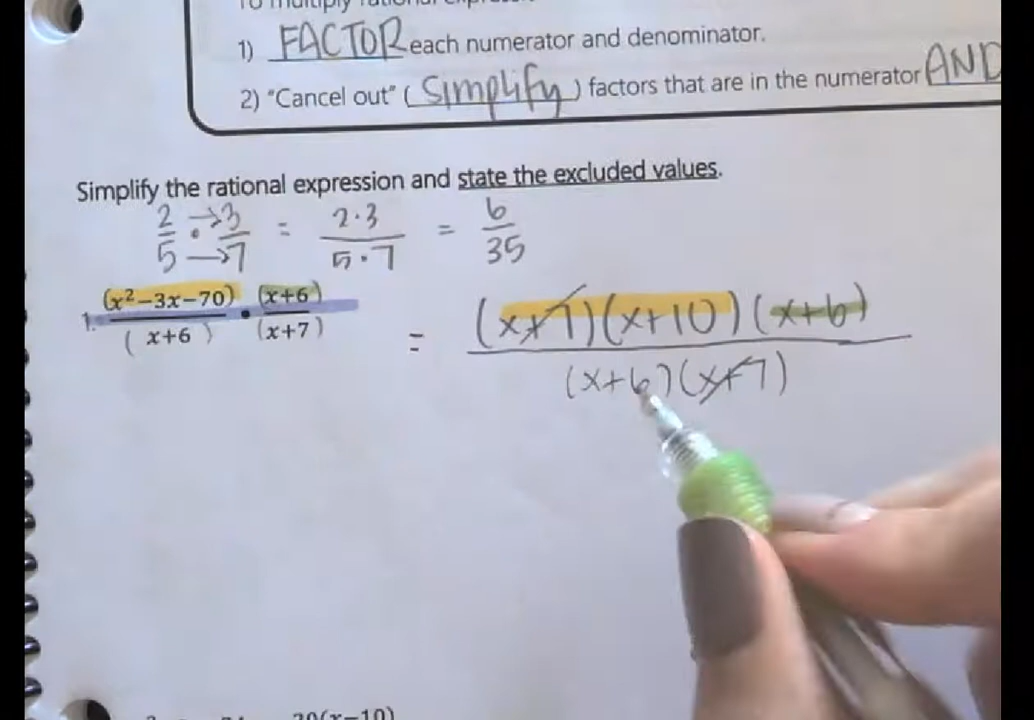 To multiply rational
1) FACTOR each numerator and denominator.
2) "Cancel out" (simplify) factors that are in the numerator AND
Simplify the rational expression and state the excluded values.
2/5 · 3/7 = 2·3/5·7 = 6/35
1. (x²−3x−70)/(x+6) · (x+6)/(x+7) = (x+7)(x+10)(x+6)/(x+6)(x+7)
20(x−10)